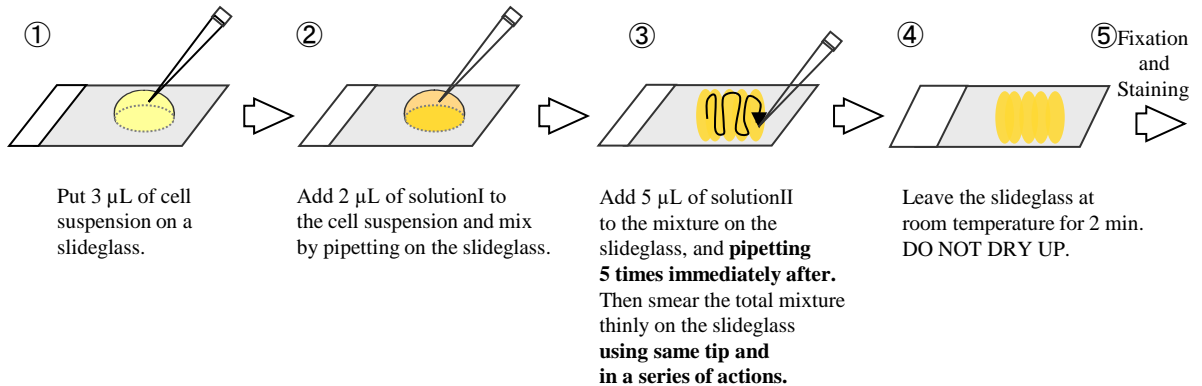 ①
Put 3 µL of cell
suspension on a
slideglass.
②
Add 2 µL of solutionI to
the cell suspension and mix
by pipetting on the slideglass.
③
Add 5 µL of solutionII
to the mixture on the
slideglass, and pipetting
5 times immediately after.
Then smear the total mixture
thinly on the slideglass
using same tip and
in a series of actions.
④
Leave the slideglass at
room temperature for 2 min.
DO NOT DRY UP.
⑤Fixation
and
Staining